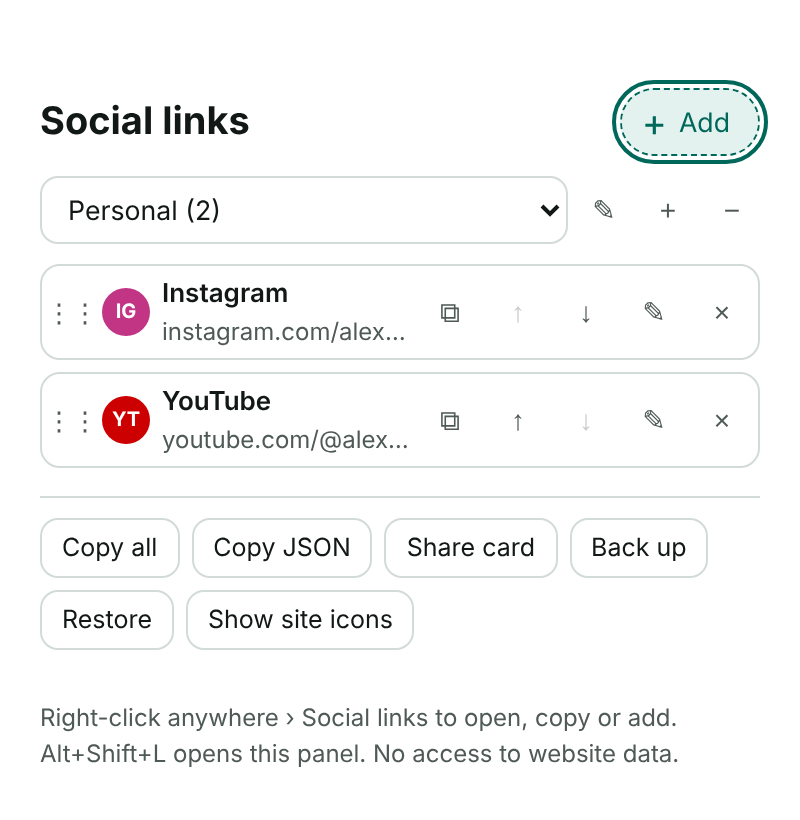 Social links
+ Add
Personal (2)
✎ + −
IG Instagram
instagram.com/alex...
⧉ ↑ ↓ ✎ ×
YT YouTube
youtube.com/@alex...
⧉ ↑ ↓ ✎ ×
Copy all Copy JSON Share card Back up
Restore Show site icons
Right-click anywhere › Social links to open, copy or add.
Alt+Shift+L opens this panel. No access to website data.